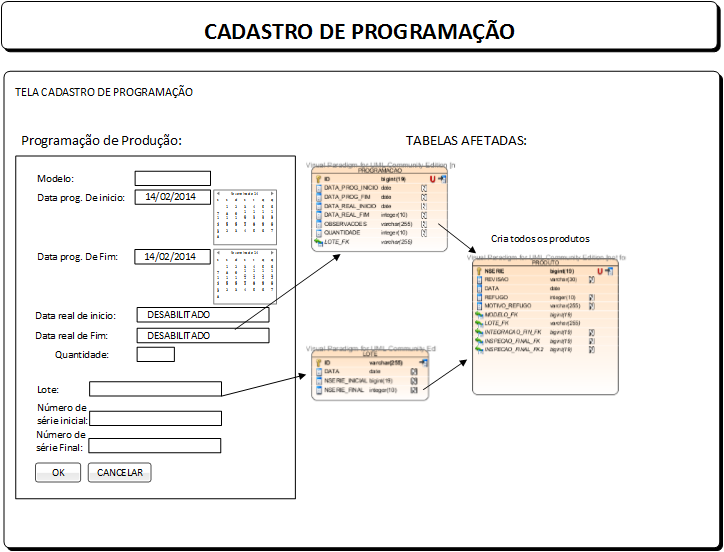 CADASTRO DE PROGRAMAÇÃO
TELA CADASTRO DE PROGRAMAÇÃO
Programação de Produção:
TABELAS AFETADAS:
Modelo:
Data prog. De inicio:
14/02/2014
Data prog. De Fim:
14/02/2014
Data real de inicio:
DESABILITADO
Data real de Fim:
DESABILITADO
Quantidade:
Lote:
Número de
série inicial:
Número de
série Final:
OK
CANCELAR
Visual Paradigm for UML Community Edition [n
PROGRAMACAO
ID bigint(19) U
DATA_PROG_INICIO date
DATA_PROG_FIM date
DATA_REAL_INICIO date
DATA_REAL_FIM integer(10)
OBSERVACOES varchar(255)
QUANTIDADE integer(10)
LOTE_FK varchar(255)
Cria todos os produtos
Visual Paradigm for UML Community Edition [not fo
PRODUTO
NSERIE bigint(10) U
REVISAO varchar(30)
DATA date
REFUGO integer(10)
MOTIVO_REFUGO varchar(255)
MODELO_FK bigint(19)
LOTE_FK varchar(255)
INTEGRACAO_FIN_FK bigint(19)
INSPECAO_FINAL_FK bigint(19)
INSPECAO_FINAL_FK2 bigint(19)
Visual Paradigm for UML Community Ed
LOTE
ID varchar(255)
DATA date
NSERIE_INICIAL bigint(19)
NSERIE_FINAL integer(10)